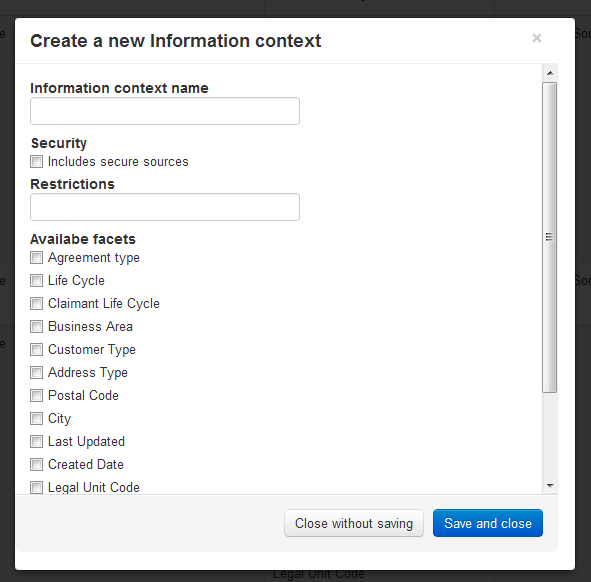 Create a new Information context ×
Information context name
Security
Includes secure sources
Restrictions
Availabe facets
Agreement type
Life Cycle
Claimant Life Cycle
Business Area
Customer Type
Address Type
Postal Code
City
Last Updated
Created Date
Legal Unit Code
Close without saving Save and close
Legal Unit Code